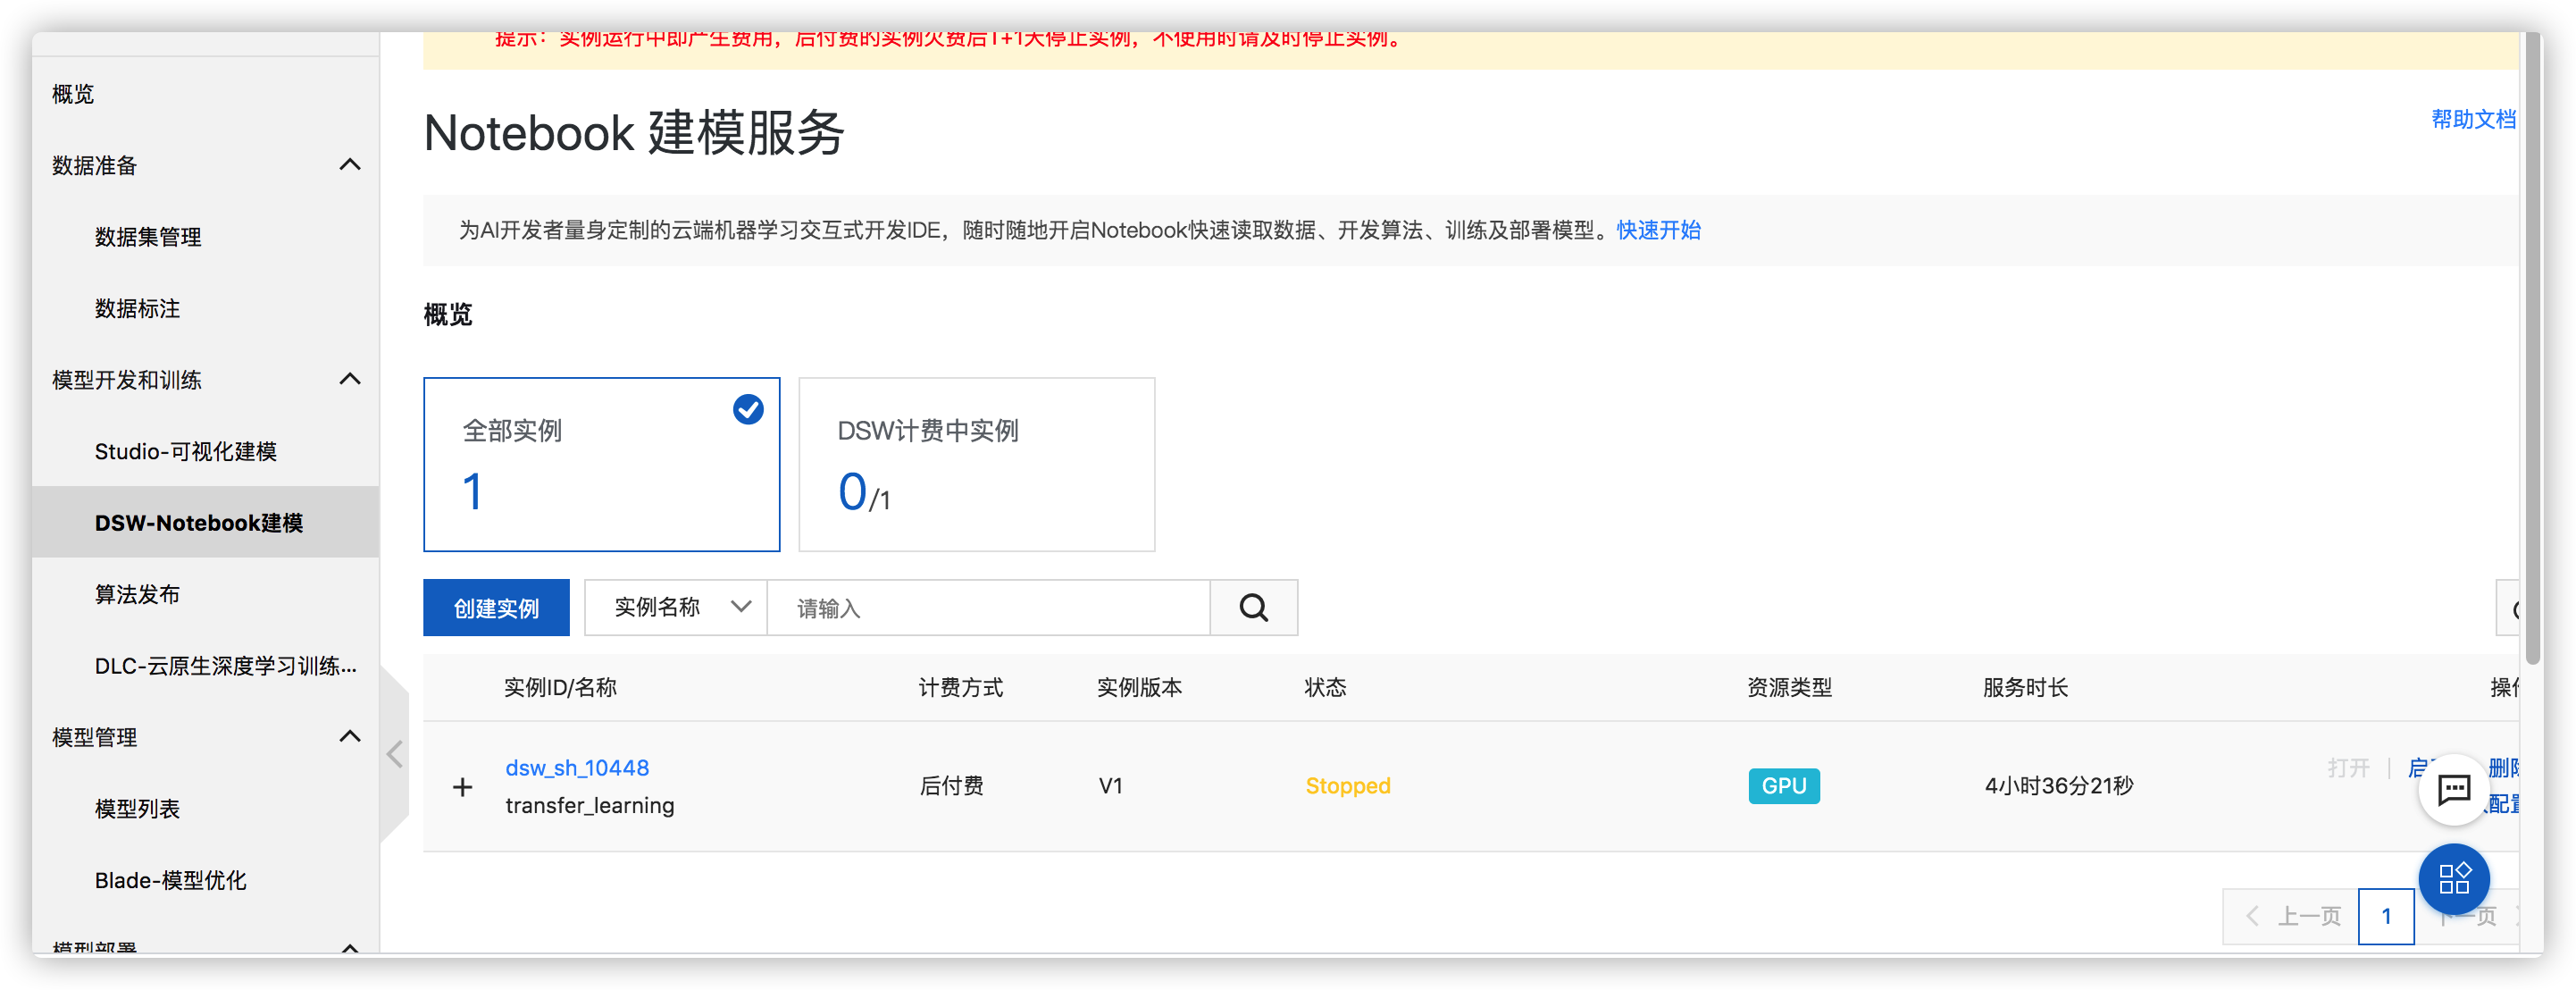 提示：实例运行中即产生费用，后付费的实例欠费后1+1天停止实例，不使用时请及时停止实例。
概览
数据准备
数据集管理
数据标注
模型开发和训练
Studio-可视化建模
DSW-Notebook建模
算法发布
DLC-云原生深度学习训练...
模型管理
模型列表
Blade-模型优化
模型部署
Notebook 建模服务
帮助文档
为AI开发者量身定制的云端机器学习交互式开发IDE，随时随地开启Notebook快速读取数据、开发算法、训练及部署模型。快速开始
概览
全部实例
1
DSW计费中实例
0/1
创建实例
实例名称
请输入
实例ID/名称 计费方式 实例版本 状态 资源类型 服务时长 操
dsw_sh_10448
transfer_learning
后付费 V1 Stopped GPU 4小时36分21秒
打开 | 启 删
配
上一页 1 下一页